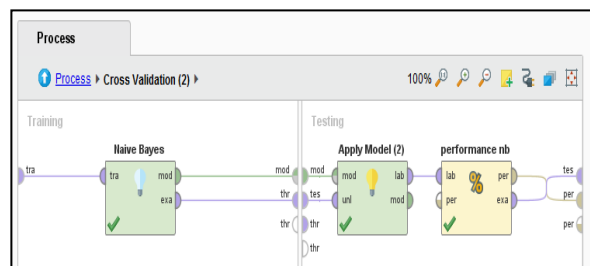 Process
Process ▸ Cross Validation (2) ▸ 100%
Training
Testing
Naive Bayes
Apply Model (2)
performance nb
tra tra mod mod mod mod lab lab per tes
exa thr tes unl mod per exa per
thr thr per
thr